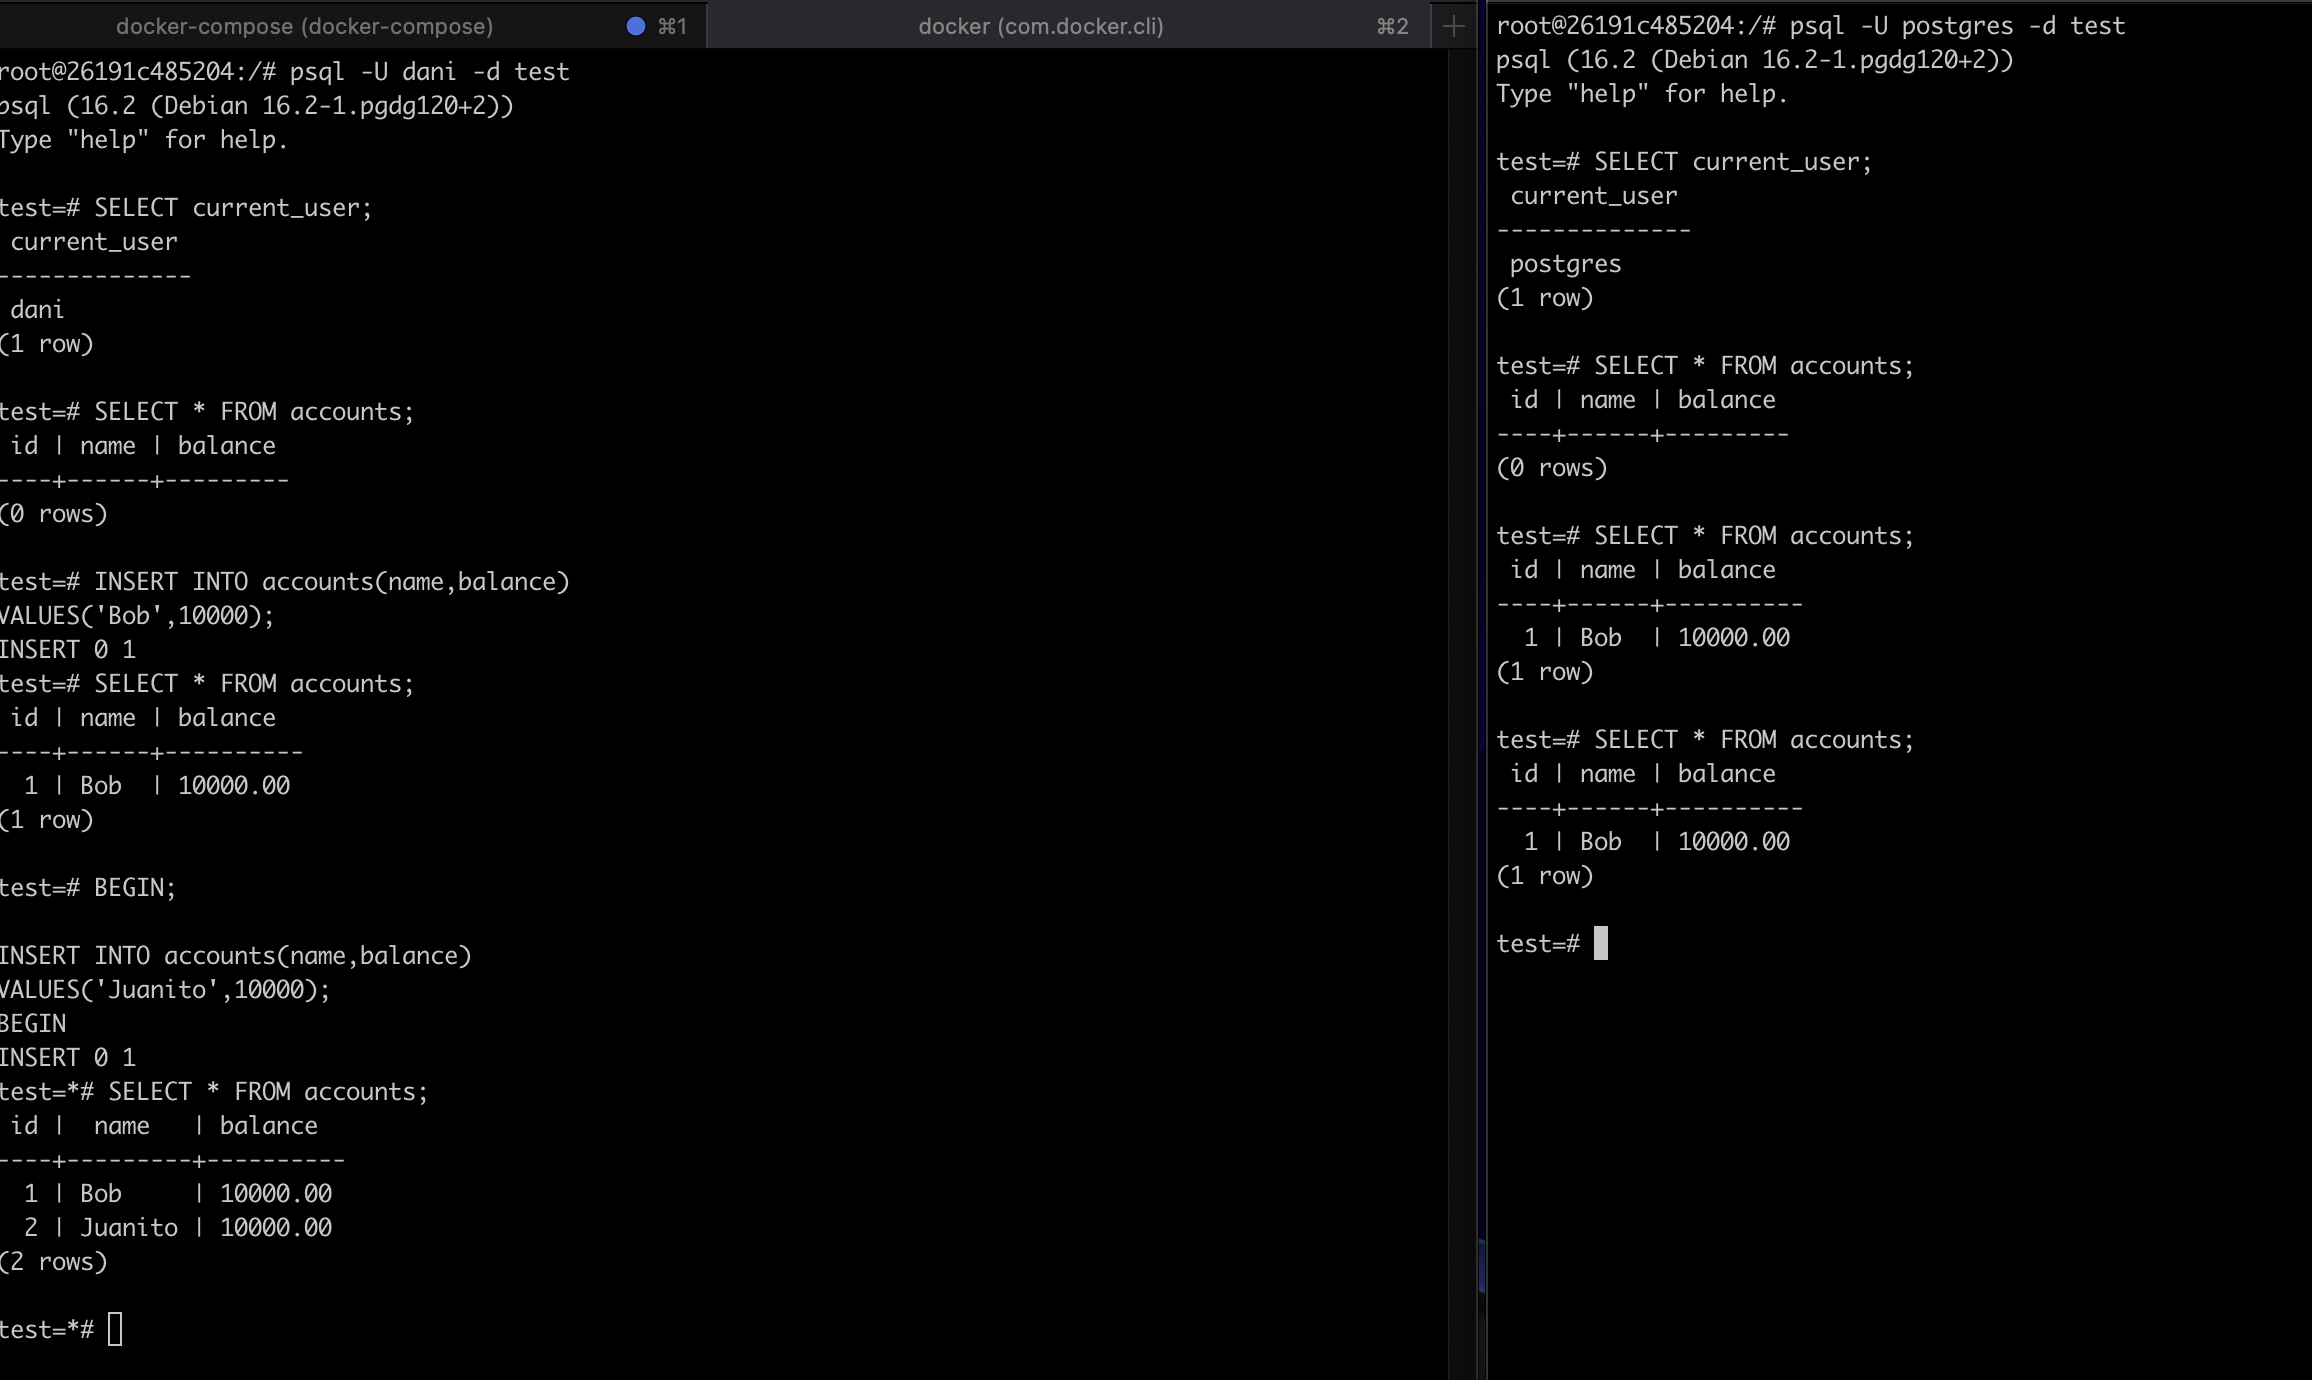 docker-compose (docker-compose) ⌘1
docker (com.docker.cli) ⌘2 +
root@26191c485204:/# psql -U dani -d test
psql (16.2 (Debian 16.2-1.pgdg120+2))
Type "help" for help.
test=# SELECT current_user;
current_user
--------------
dani
(1 row)
test=# SELECT * FROM accounts;
id | name | balance
----+------+---------
(0 rows)
test=# INSERT INTO accounts(name,balance)
VALUES('Bob',10000);
INSERT 0 1
test=# SELECT * FROM accounts;
id | name | balance
----+------+----------
1 | Bob | 10000.00
(1 row)
test=# BEGIN;
INSERT INTO accounts(name,balance)
VALUES('Juanito',10000);
BEGIN
INSERT 0 1
test=*# SELECT * FROM accounts;
id | name | balance
----+---------+----------
1 | Bob | 10000.00
2 | Juanito | 10000.00
(2 rows)
test=*#
root@26191c485204:/# psql -U postgres -d test
psql (16.2 (Debian 16.2-1.pgdg120+2))
Type "help" for help.
test=# SELECT current_user;
current_user
--------------
postgres
(1 row)
test=# SELECT * FROM accounts;
id | name | balance
----+------+---------
(0 rows)
test=# SELECT * FROM accounts;
id | name | balance
----+------+----------
1 | Bob | 10000.00
(1 row)
test=# SELECT * FROM accounts;
id | name | balance
----+------+----------
1 | Bob | 10000.00
(1 row)
test=#